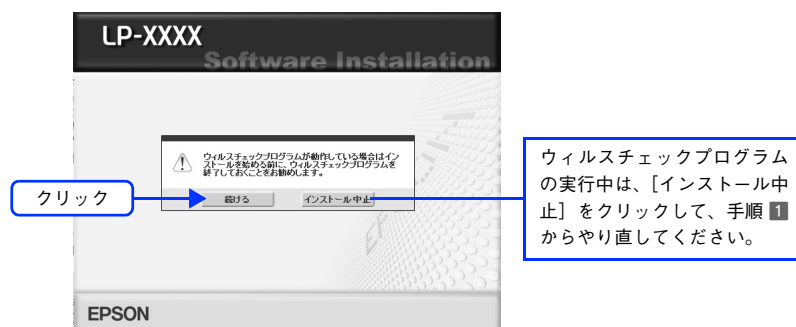 LP-XXXX
Software Installation
ウィルスチェックプログラムが動作している場合はイン
ストールを始める前に、ウィルスチェックプログラムを
終了しておくことをお勧めします。
クリック
続ける
インストール中止
ウィルスチェックプログラム
の実行中は、[インストール中
止]をクリックして、手順 1
からやり直してください。
EPSON